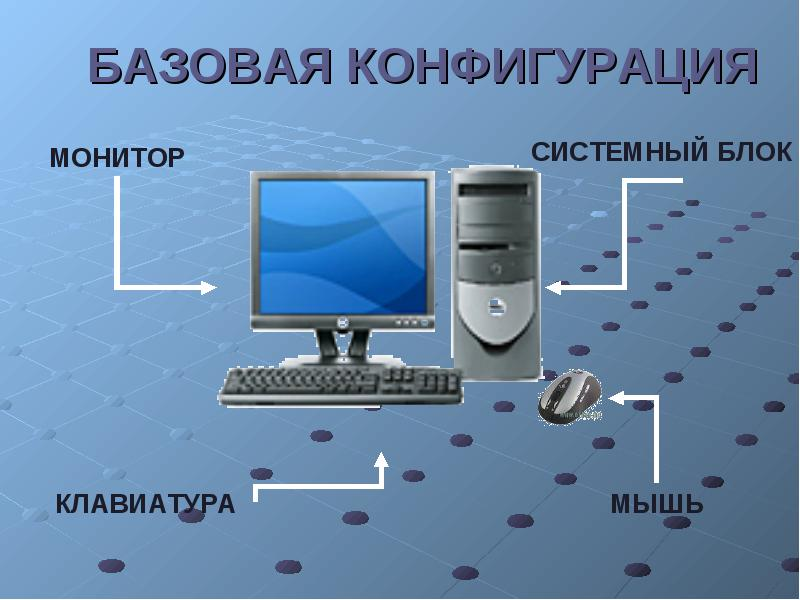 БАЗОВАЯ КОНФИГУРАЦИЯ
МОНИТОР
СИСТЕМНЫЙ БЛОК
КЛАВИАТУРА
МЫШЬ